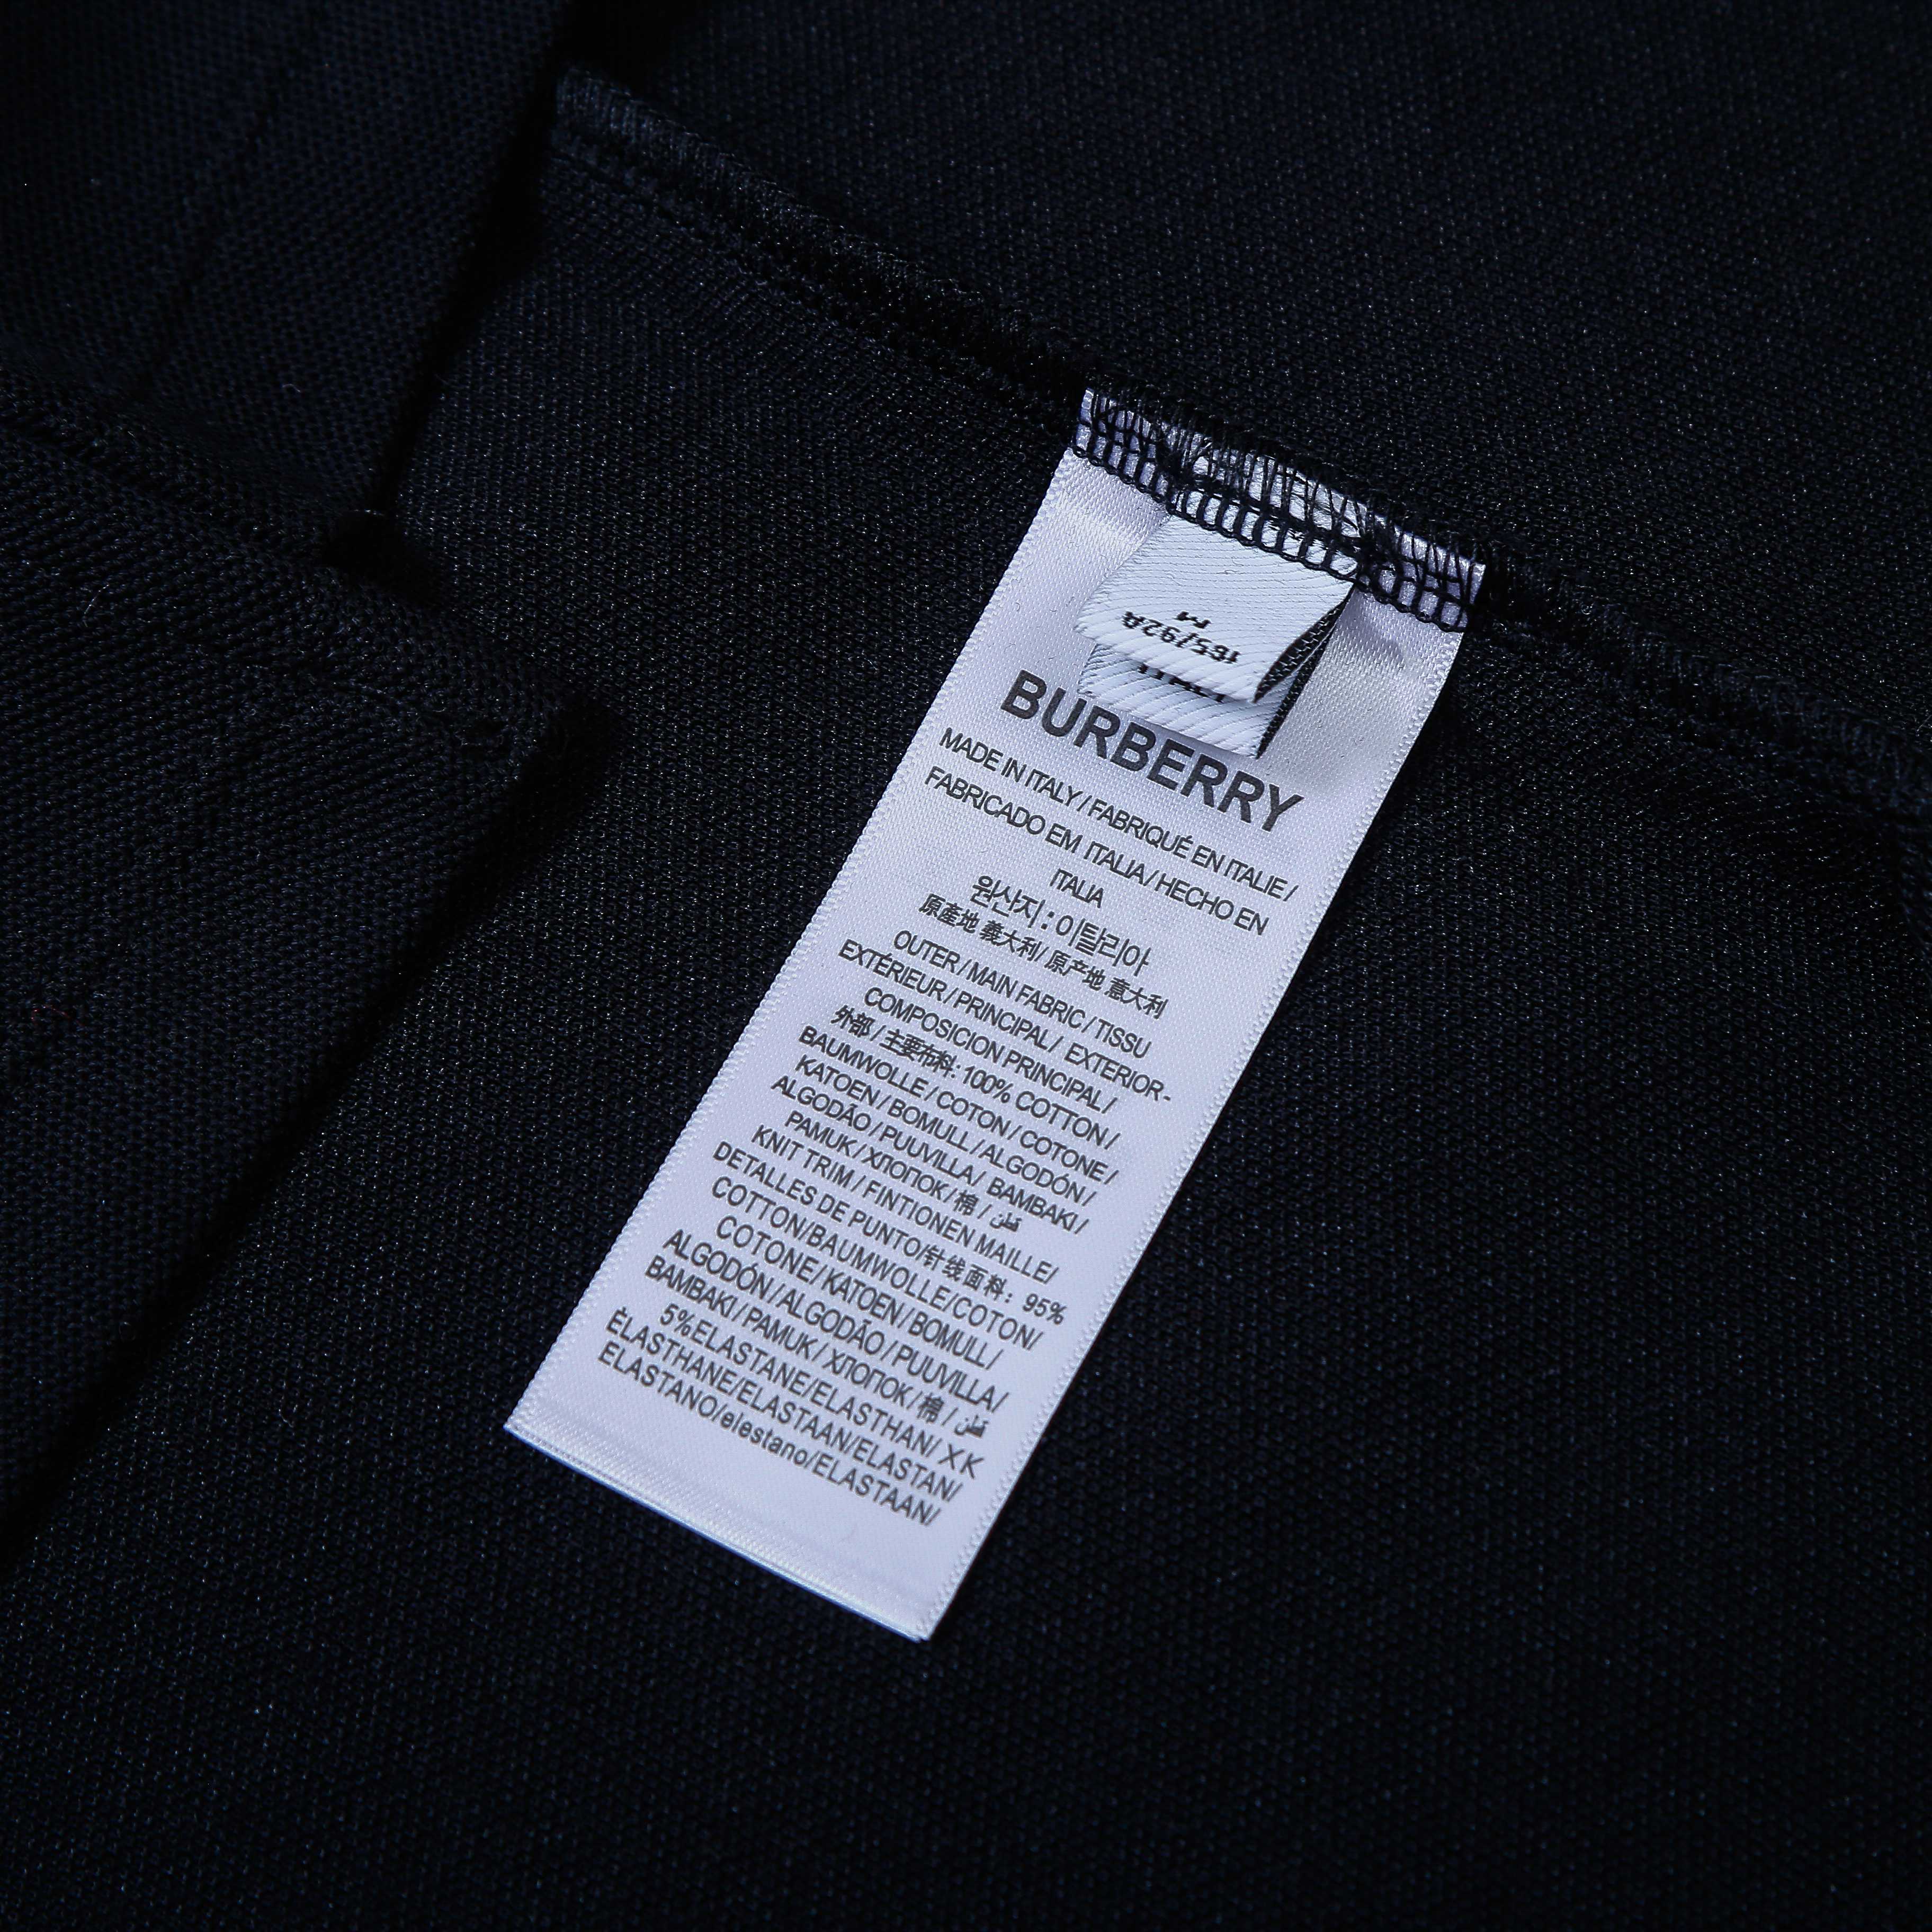 165/92A
M
BURBERRY
MADE IN ITALY / FABRIQUÉ EN ITALIE /
FABRICADO EM ITALIA / HECHO EN
ITALIA
원산지 : 이탈리아
原產地 義大利 / 原产地 意大利
OUTER / MAIN FABRIC / TISSU
EXTÉRIEUR / PRINCIPAL / EXTERIOR-
COMPOSICION PRINCIPAL /
外部 / 主要布料: 100% COTTON /
BAUMWOLLE / COTON / COTONE /
KATOEN / BOMULL / ALGODÓN /
ALGODÃO / PUUVILLA / BAMBAKI /
PAMUK / ХЛОПОК / 棉 / قطن
KNIT TRIM / FINTIONEN MAILLE/
DETALLES DE PUNTO/针线面料: 95%
COTTON/BAUMWOLLE/COTON/
COTONE/ KATOEN / BOMULL /
ALGODÓN / ALGODÃO / PUUVILLA /
BAMBAKI / PAMUK / ХЛОПОК / 棉 / قطن
5%ELASTANE/ELASTHAN/ XK
ÈLASTHANE/ELASTAAN/ELASTAN/
ELASTANO/elestano/ELASTAAN/